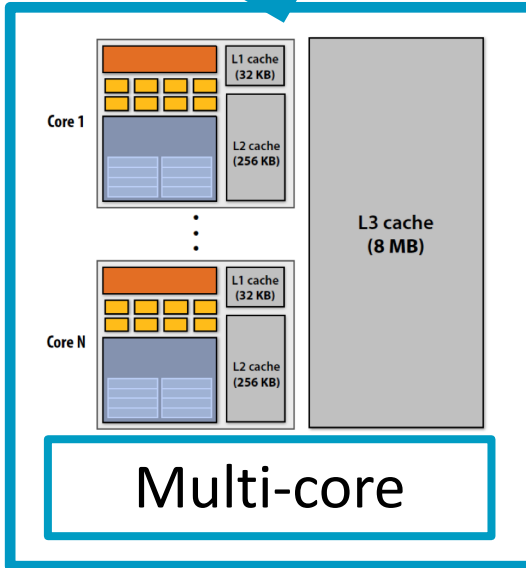 Core 1
L1 cache
(32 KB)
L2 cache
(256 KB)
L3 cache
(8 MB)
Core N
L1 cache
(32 KB)
L2 cache
(256 KB)
Multi-core